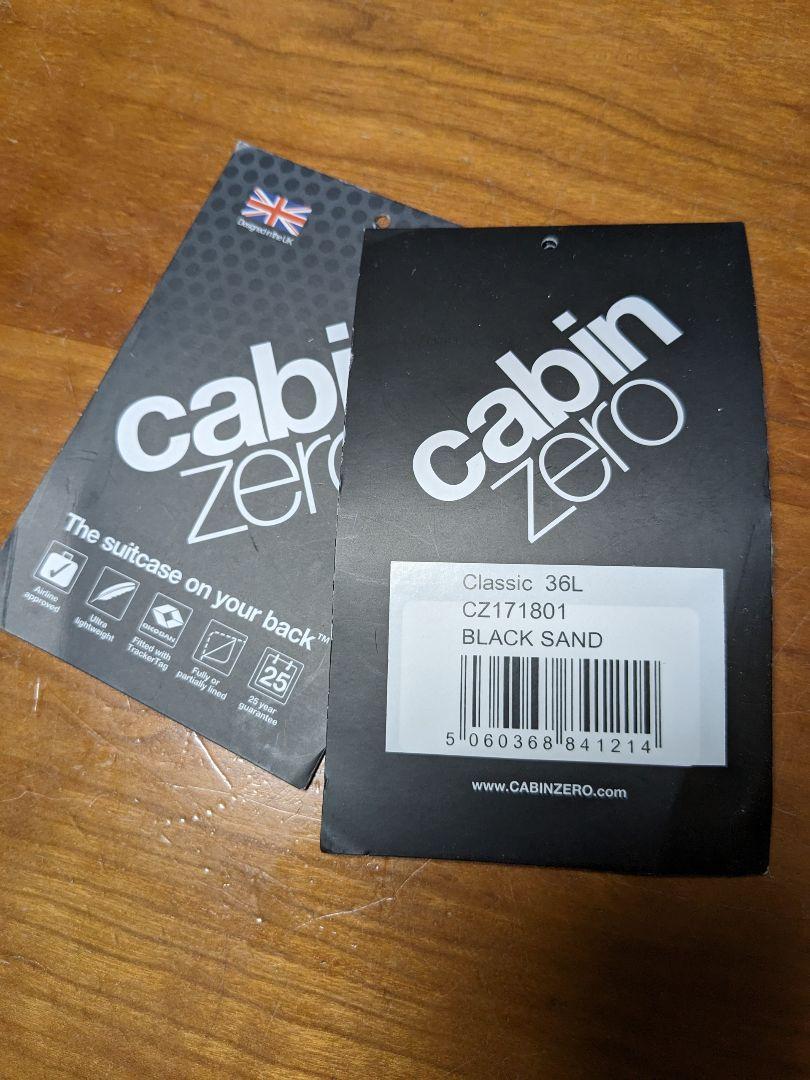 Designed in the UK
cabin
zero
The suitcase on your back™
Airline
approved
Ultra
lightweight
OKOBAN
Fitted with
TrackerTag
Fully or
partially lined
25
25 year
guarantee
cabin
zero
Classic 36L
CZ171801
BLACK SAND
5 060368 841214
www.CABINZERO.com